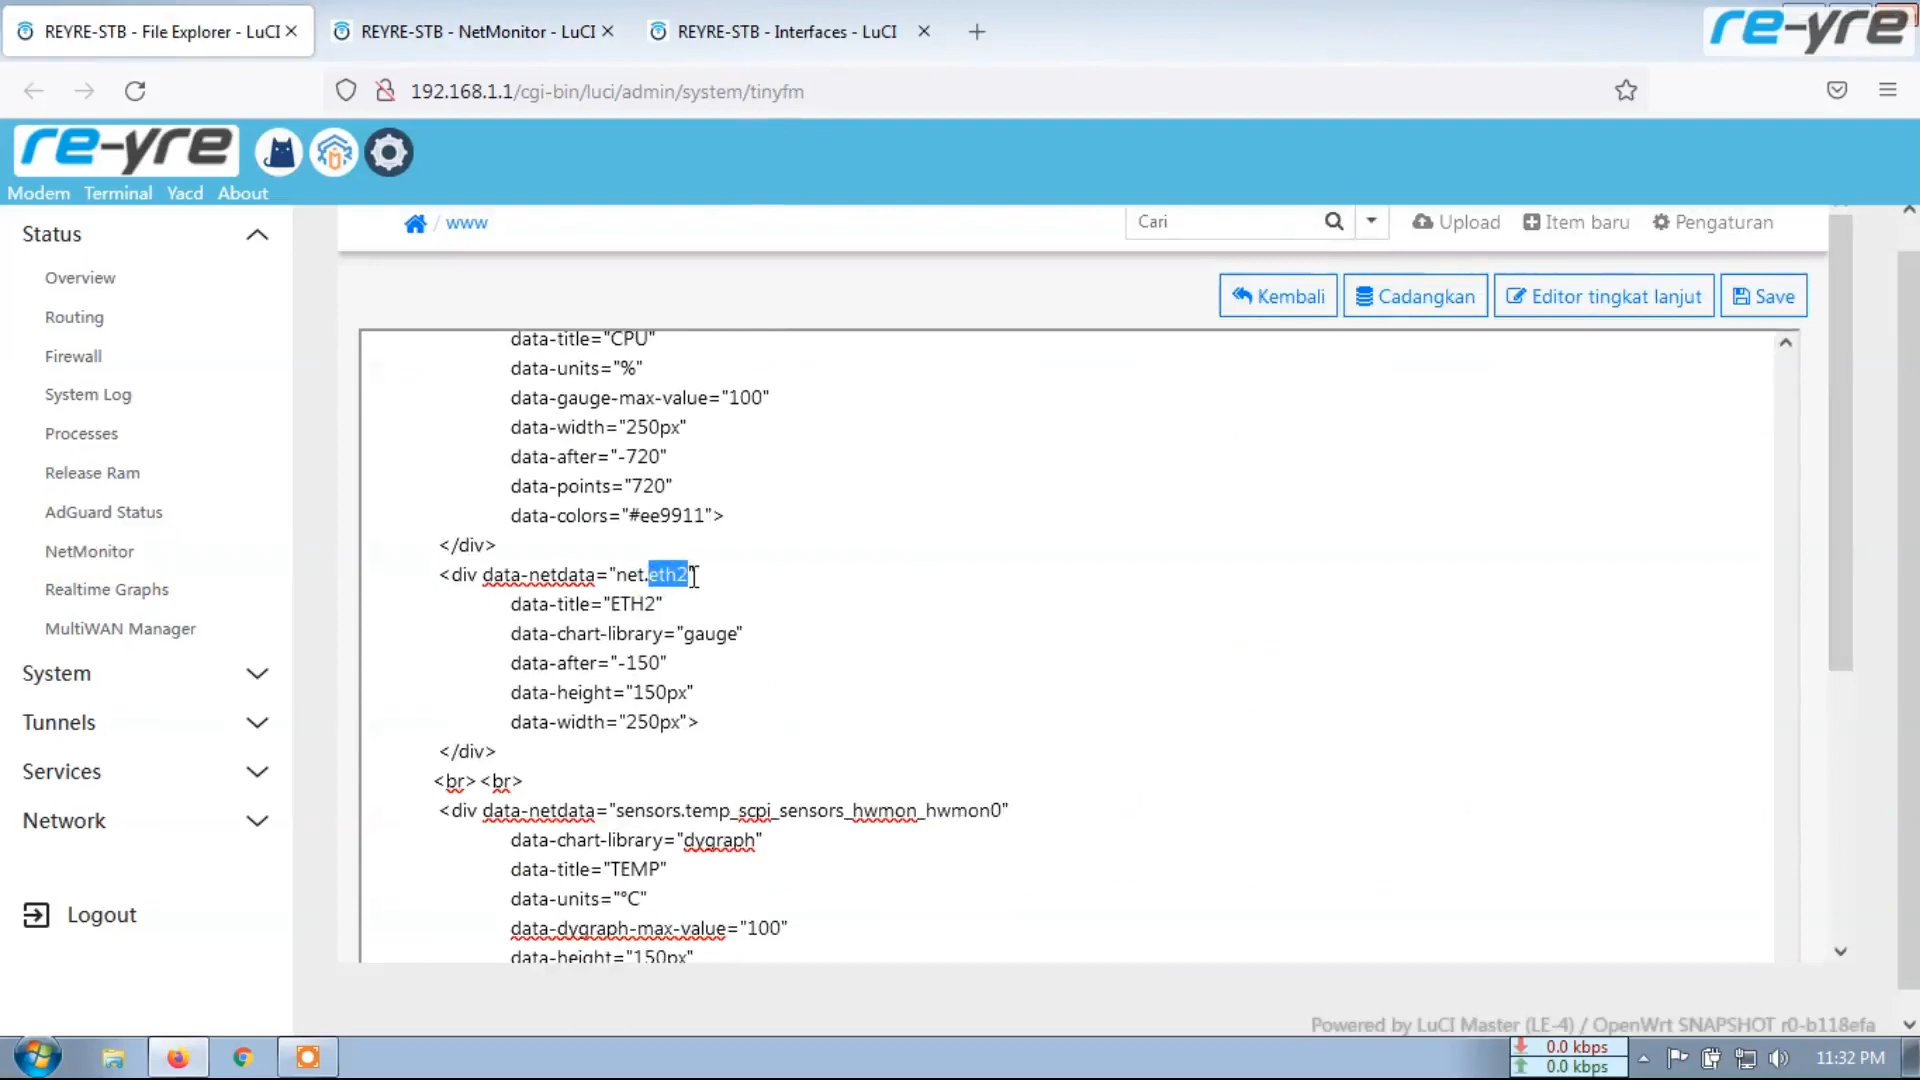 REYRE-STB - File Explorer - LuCI
REYRE-STB - NetMonitor - LuCI
REYRE-STB - Interfaces - LuCI
re-yre
192.168.1.1/cgi-bin/luci/admin/system/tinyfm
re-yre
Modem Terminal Yacd About
Status
Overview
Routing
Firewall
System Log
Processes
Release Ram
AdGuard Status
NetMonitor
Realtime Graphs
MultiWAN Manager
System
Tunnels
Services
Network
Logout
/ www
Cari
Upload
Item baru
Pengaturan
Kembali
Cadangkan
Editor tingkat lanjut
Save
data-title="CPU"
data-units="%"
data-gauge-max-value="100"
data-width="250px"
data-after="-720"
data-points="720"
data-colors="#ee9911">
</div>
<div data-netdata="net.eth2"
data-title="ETH2"
data-chart-library="gauge"
data-after="-150"
data-height="150px"
data-width="250px">
</div>
<br><br>
<div data-netdata="sensors.temp_scpi_sensors_hwmon_hwmon0"
data-chart-library="dygraph"
data-title="TEMP"
data-units="°C"
data-dygraph-max-value="100"
data-height="150px"
Powered by LuCI Master (LE-4) / OpenWrt SNAPSHOT r0-b118efa
0.0 kbps
0.0 kbps
11:32 PM